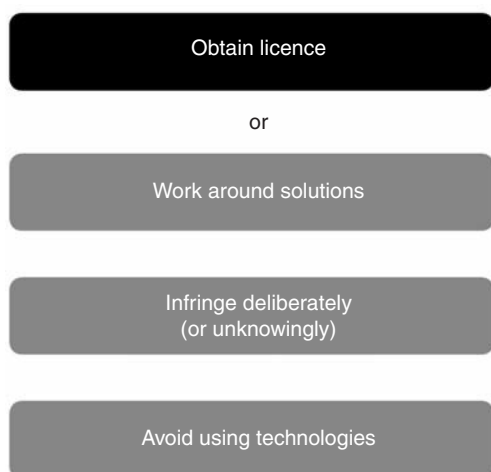 Obtain licence
or
Work around solutions
Infringe deliberately
(or unknowingly)
Avoid using technologies